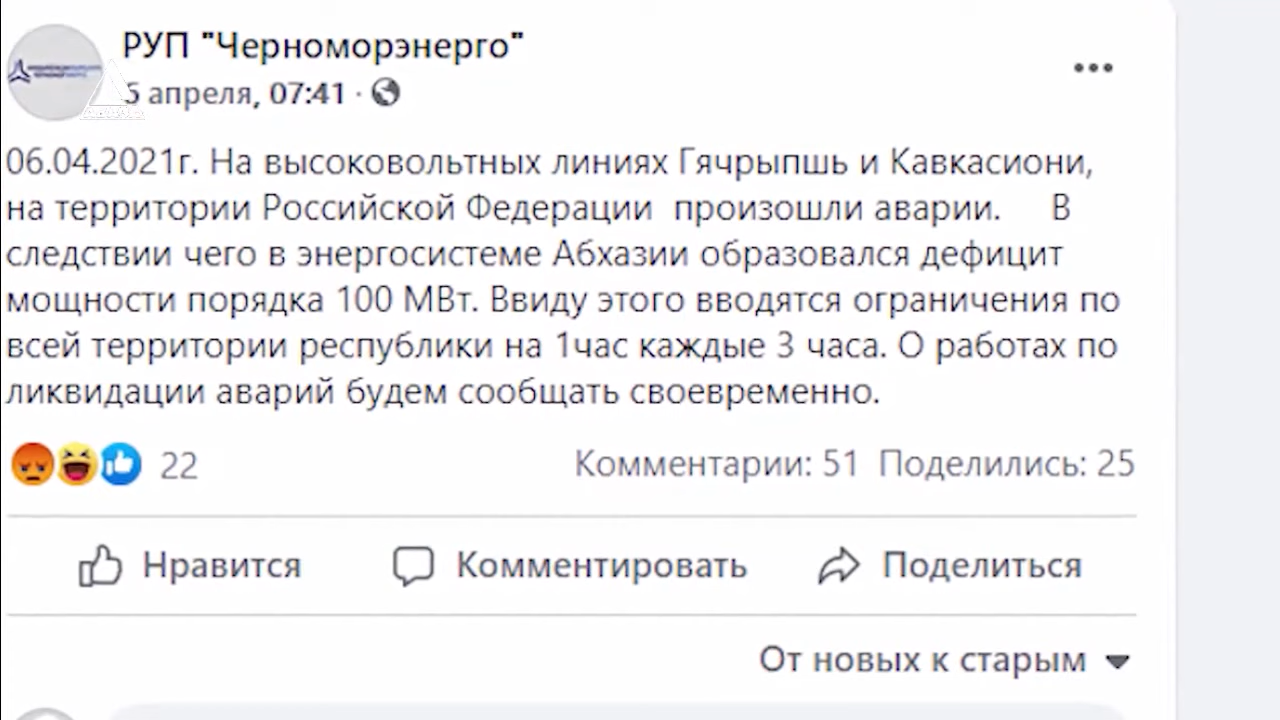 РУП "Черноморэнерго"
апреля, 07:41 ·
06.04.2021г. На высоковольтных линиях Гячрыпшь и Кавкасиони,
на территории Российской Федерации произошли аварии. В
следствии чего в энергосистеме Абхазии образовался дефицит
мощности порядка 100 МВт. Ввиду этого вводятся ограничения по
всей территории республики на 1час каждые 3 часа. О работах по
ликвидации аварий будем сообщать своевременно.
22
Комментарии: 51 Поделились: 25
Нравится Комментировать Поделиться
От новых к старым